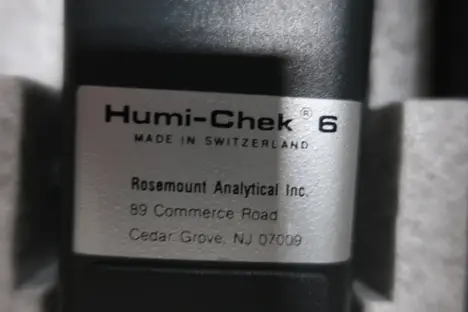 Humi-Chek® 6
MADE IN SWITZERLAND
Rosemount Analytical Inc.
89 Commerce Road
Cedar Grove, NJ 07009